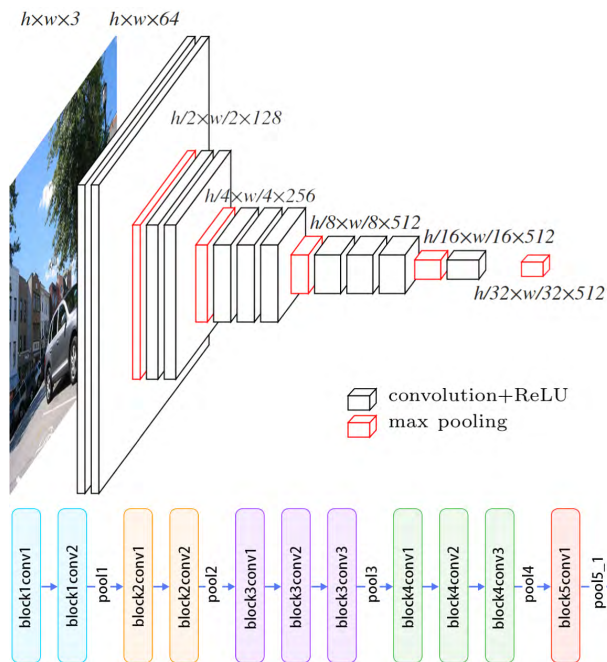 h×w×3
h×w×64
h/2×w/2×128
h/4×w/4×256
h/8×w/8×512
h/16×w/16×512
h/32×w/32×512
convolution+ReLU
max pooling
block1conv1
block1conv2
pool1
block2conv1
block2conv2
pool2
block3conv1
block3conv2
block3conv3
pool3
block4conv1
block4conv2
block4conv3
pool4
block5conv1
pool5_1